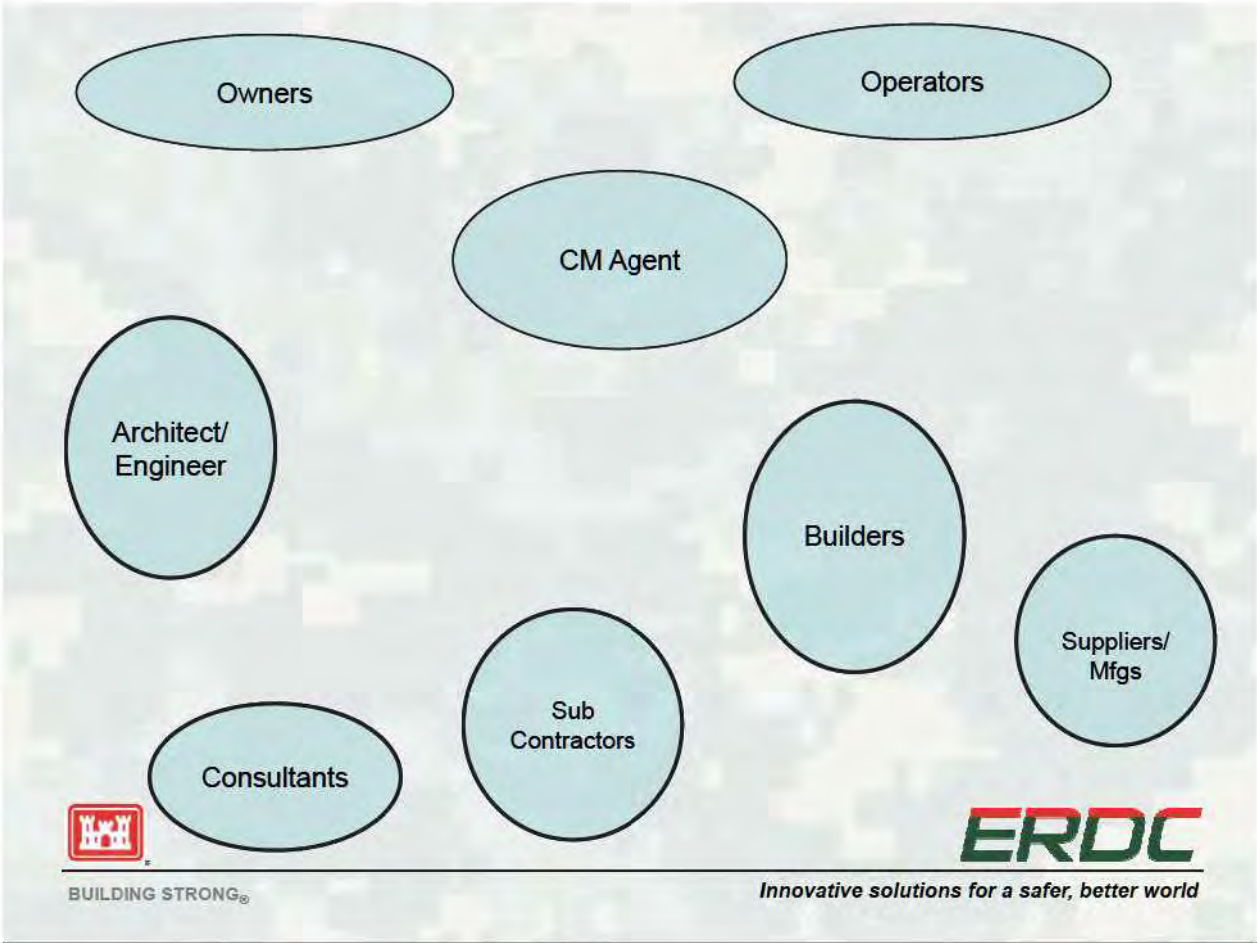 Owners
Operators
CM Agent
Architect/
Engineer
Builders
Suppliers/
Mfgs
Sub
Contractors
Consultants
ERDC
BUILDING STRONG®
Innovative solutions for a safer, better world